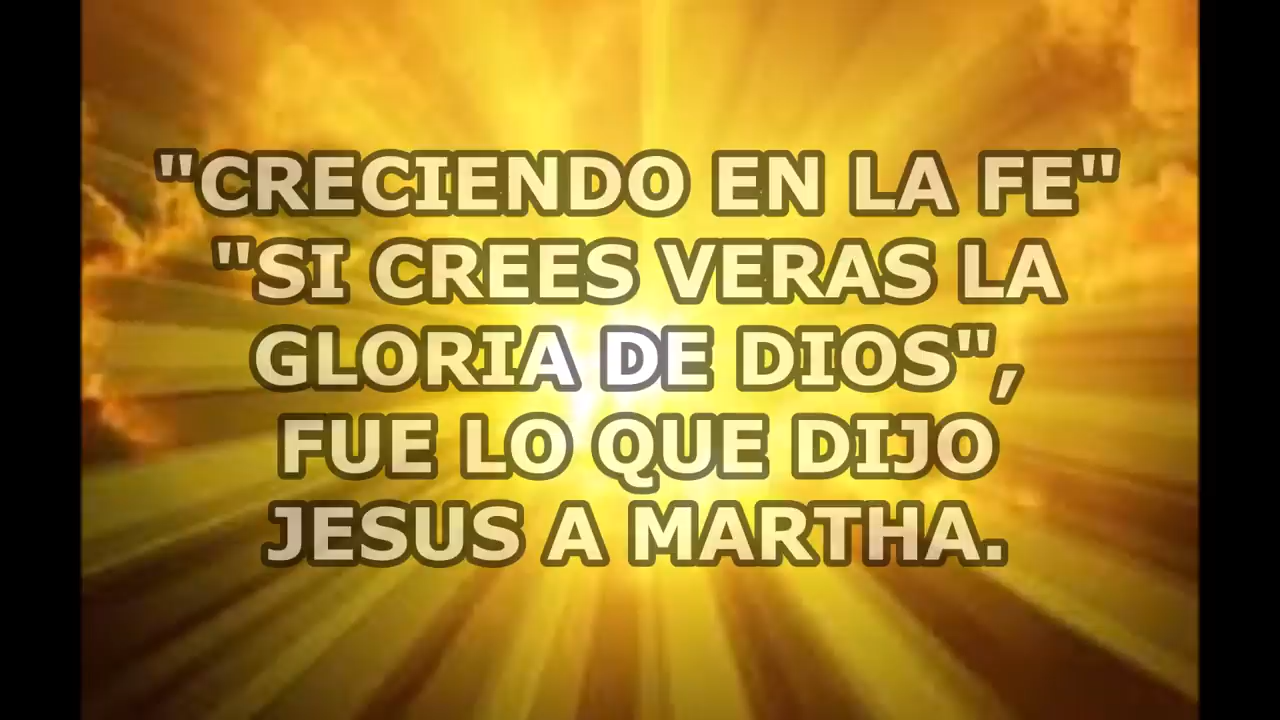 "CRECIENDO EN LA FE"
"SI CREES VERAS LA
GLORIA DE DIOS",
FUE LO QUE DIJO
JESUS A MARTHA.